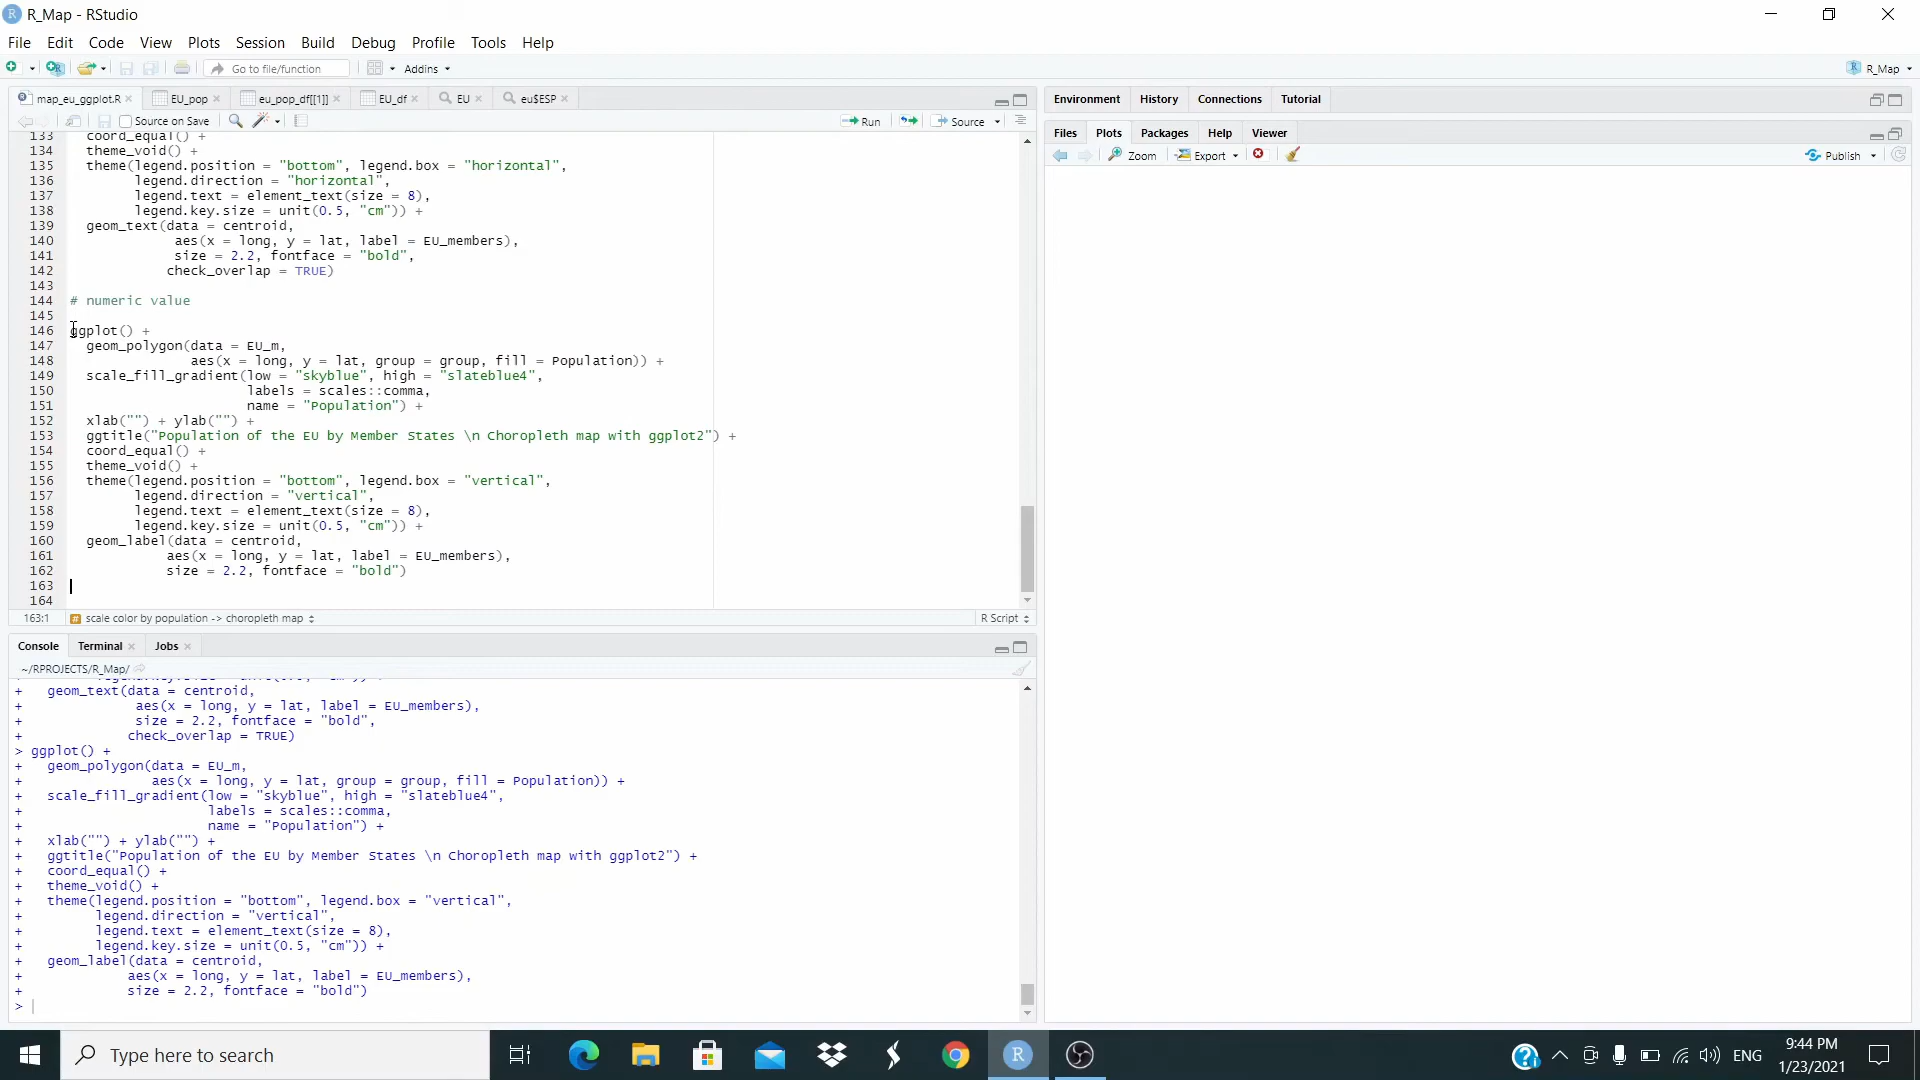 R_Map - RStudio
File Edit Code View Plots Session Build Debug Profile Tools Help
Go to file/function Addins R_Map
map_eu_ggplot.R EU_pop eu_pop_df[[1]] EU_df EU eu$ESP
Source on Save Run Source
133 coord_equal() +
134 theme_void() +
135 theme(legend.position = "bottom", legend.box = "horizontal",
136 legend.direction = "horizontal",
137 legend.text = element_text(size = 8),
138 legend.key.size = unit(0.5, "cm")) +
139 geom_text(data = centroid,
140 aes(x = long, y = lat, label = EU_members),
141 size = 2.2, fontface = "bold",
142 check_overlap = TRUE)
143
144 # numeric value
145
146 ggplot() +
147 geom_polygon(data = EU_m,
148 aes(x = long, y = lat, group = group, fill = Population)) +
149 scale_fill_gradient(low = "skyblue", high = "slateblue4",
150 labels = scales::comma,
151 name = "Population") +
152 xlab("") + ylab("") +
153 ggtitle("Population of the EU by Member States \n Choropleth map with ggplot2") +
154 coord_equal() +
155 theme_void() +
156 theme(legend.position = "bottom", legend.box = "vertical",
157 legend.direction = "vertical",
158 legend.text = element_text(size = 8),
159 legend.key.size = unit(0.5, "cm")) +
160 geom_label(data = centroid,
161 aes(x = long, y = lat, label = EU_members),
162 size = 2.2, fontface = "bold")
163
164
163:1 # scale color by population -> choropleth map R Script
Console Terminal Jobs
~/RPROJECTS/R_Map/
+ geom_text(data = centroid,
+ aes(x = long, y = lat, label = EU_members),
+ size = 2.2, fontface = "bold",
+ check_overlap = TRUE)
> ggplot() +
+ geom_polygon(data = EU_m,
+ aes(x = long, y = lat, group = group, fill = Population)) +
+ scale_fill_gradient(low = "skyblue", high = "slateblue4",
+ labels = scales::comma,
+ name = "Population") +
+ xlab("") + ylab("") +
+ ggtitle("Population of the EU by Member States \n Choropleth map with ggplot2") +
+ coord_equal() +
+ theme_void() +
+ theme(legend.position = "bottom", legend.box = "vertical",
+ legend.direction = "vertical",
+ legend.text = element_text(size = 8),
+ legend.key.size = unit(0.5, "cm")) +
+ geom_label(data = centroid,
+ aes(x = long, y = lat, label = EU_members),
+ size = 2.2, fontface = "bold")
>
Environment History Connections Tutorial
Files Plots Packages Help Viewer
Zoom Export Publish
Type here to search
ENG
9:44 PM
1/23/2021